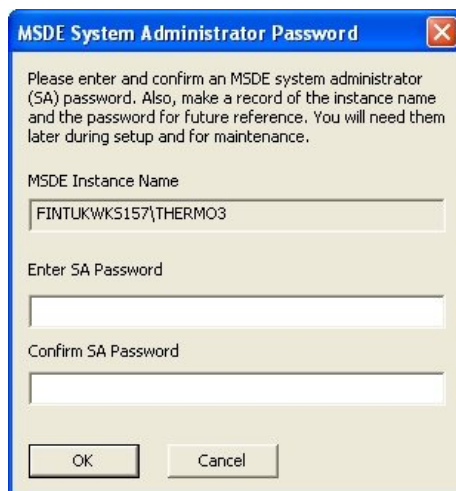 MSDE System Administrator Password
Please enter and confirm an MSDE system administrator
(SA) password. Also, make a record of the instance name
and the password for future reference. You will need them
later during setup and for maintenance.
MSDE Instance Name
FINTUKWKS157\THERMO3
Enter SA Password
Confirm SA Password
OK
Cancel